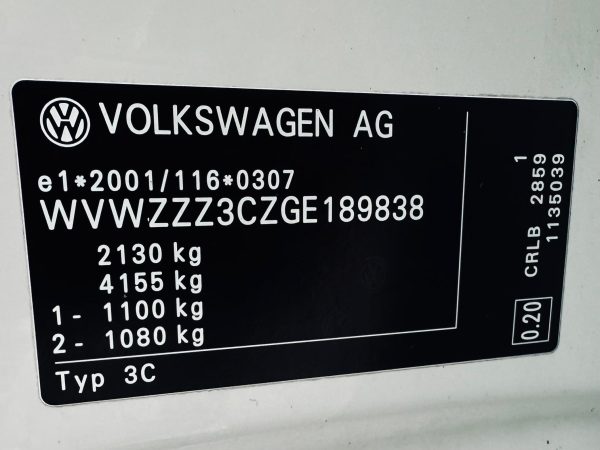 VOLKSWAGEN AG
e1*2001/116*0307
WVWZZZ3CZGE189838
2130 kg
4155 kg
1- 1100 kg
2- 1080 kg
Typ 3C
1
CRLB 2859
1135039
0.20